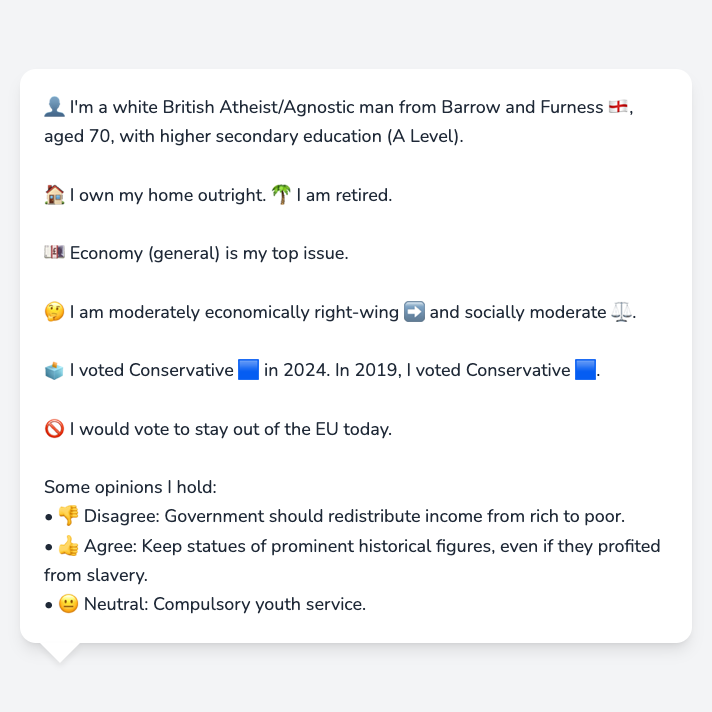 👤 I'm a white British Atheist/Agnostic man from Barrow and Furness 🏴󠁧󠁢󠁥󠁮󠁧󠁿,
aged 70, with higher secondary education (A Level).
🏠 I own my home outright. 🌴 I am retired.
💷 Economy (general) is my top issue.
🤔 I am moderately economically right-wing ➡️ and socially moderate ⚖️.
🗳️ I voted Conservative 🟦 in 2024. In 2019, I voted Conservative 🟦.
🚫 I would vote to stay out of the EU today.
Some opinions I hold:
• 👎 Disagree: Government should redistribute income from rich to poor.
• 👍 Agree: Keep statues of prominent historical figures, even if they profited
from slavery.
• 😐 Neutral: Compulsory youth service.